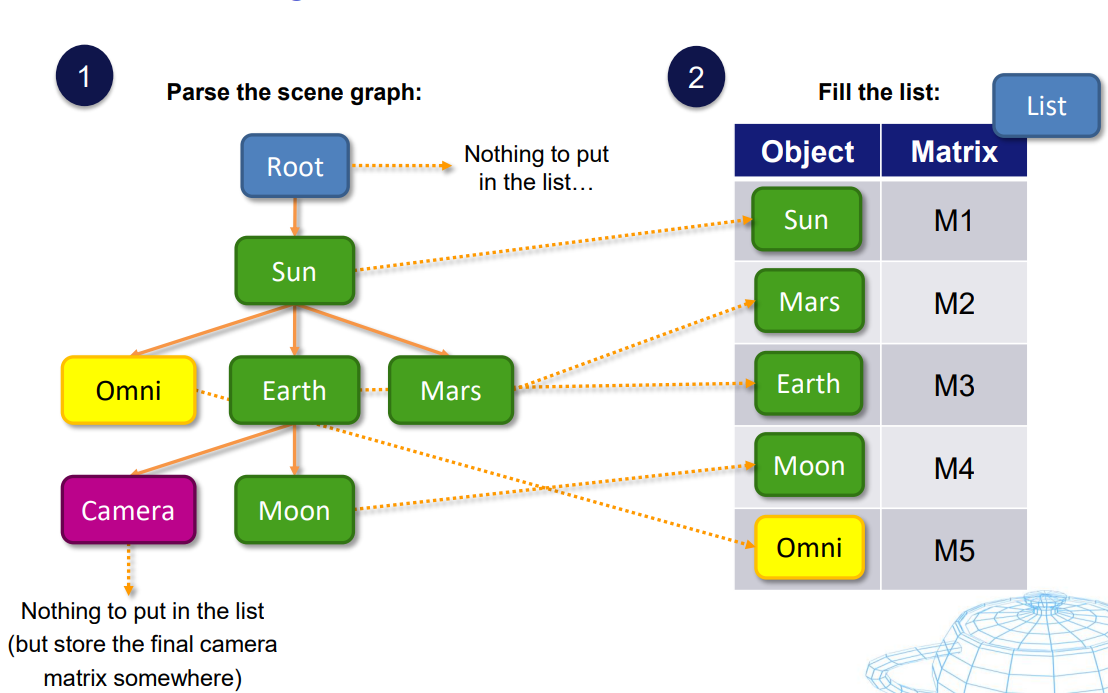 1
Parse the scene graph:
Root
Nothing to put
in the list…
Sun
Omni
Earth
Mars
Camera
Moon
Nothing to put in the list
(but store the final camera
matrix somewhere)
2
Fill the list:
List
Object Matrix
Sun M1
Mars M2
Earth M3
Moon M4
Omni M5